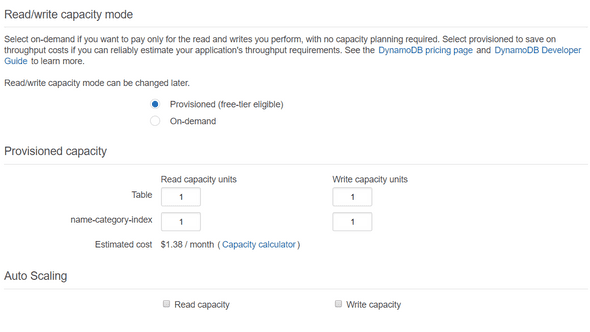 Read/write capacity mode
Select on-demand if you want to pay only for the read and writes you perform, with no capacity planning required. Select provisioned to save on
throughput costs if you can reliably estimate your application's throughput requirements. See the DynamoDB pricing page and DynamoDB Developer
Guide to learn more.
Read/write capacity mode can be changed later.
Provisioned (free-tier eligible)
On-demand
Provisioned capacity
Read capacity units Write capacity units
Table 1 1
name-category-index 1 1
Estimated cost $1.38 / month ( Capacity calculator )
Auto Scaling
Read capacity Write capacity